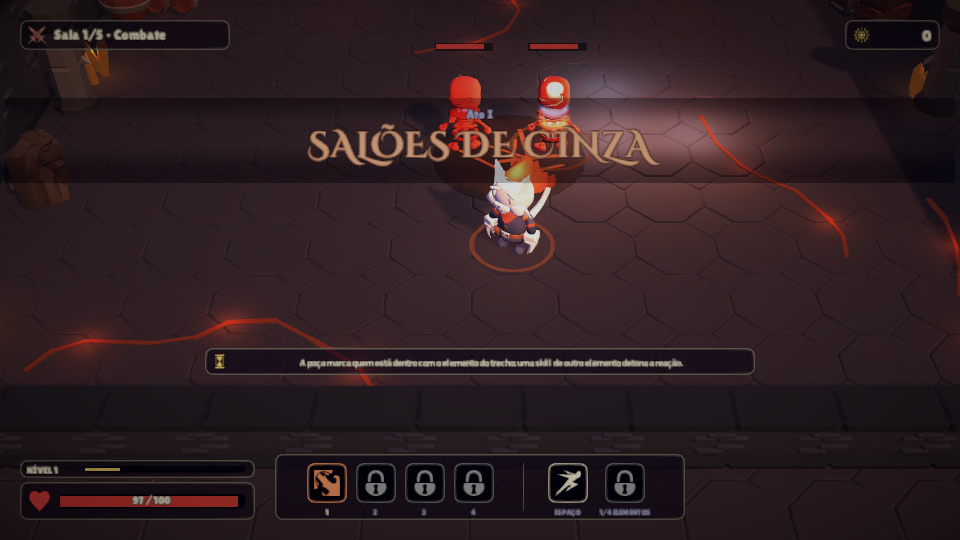 Sala 1/5 - Combate
0
Ato I
SALÕES DE CINZA
A poça marca quem está dentro com o elemento do trecho: uma skill de outro elemento detona a reação.
NÍVEL 1
97 / 100
1
2
3
4
ESPAÇO
1/4 ELEMENTOS